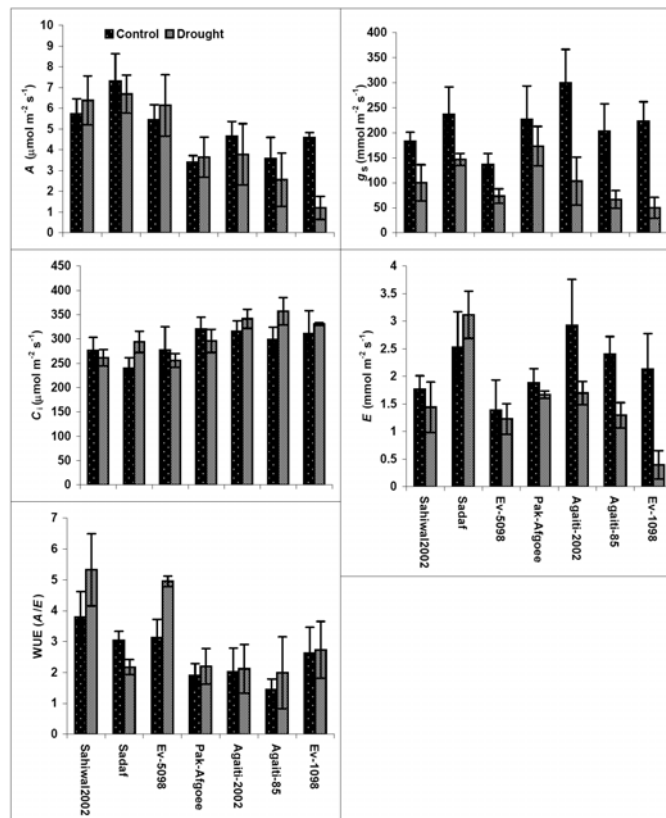 Control Drought
A (µmol m⁻² s⁻¹)
10
9
8
7
6
5
4
3
2
1
0
gs (mmol m⁻² s⁻¹)
400
350
300
250
200
150
100
50
0
Ci (µmol m⁻² s⁻¹)
450
400
350
300
250
200
150
100
50
0
E (mmol m⁻² s⁻¹)
4
3.5
3
2.5
2
1.5
1
0.5
0
Sahiwal2002
Sadaf
Ev-5098
Pak-Afgoee
Agaiti-2002
Agaiti-85
Ev-1098
WUE (A/E)
7
6
5
4
3
2
1
0
Sahiwal2002
Sadaf
Ev-5098
Pak-Afgoee
Agaiti-2002
Agaiti-85
Ev-1098